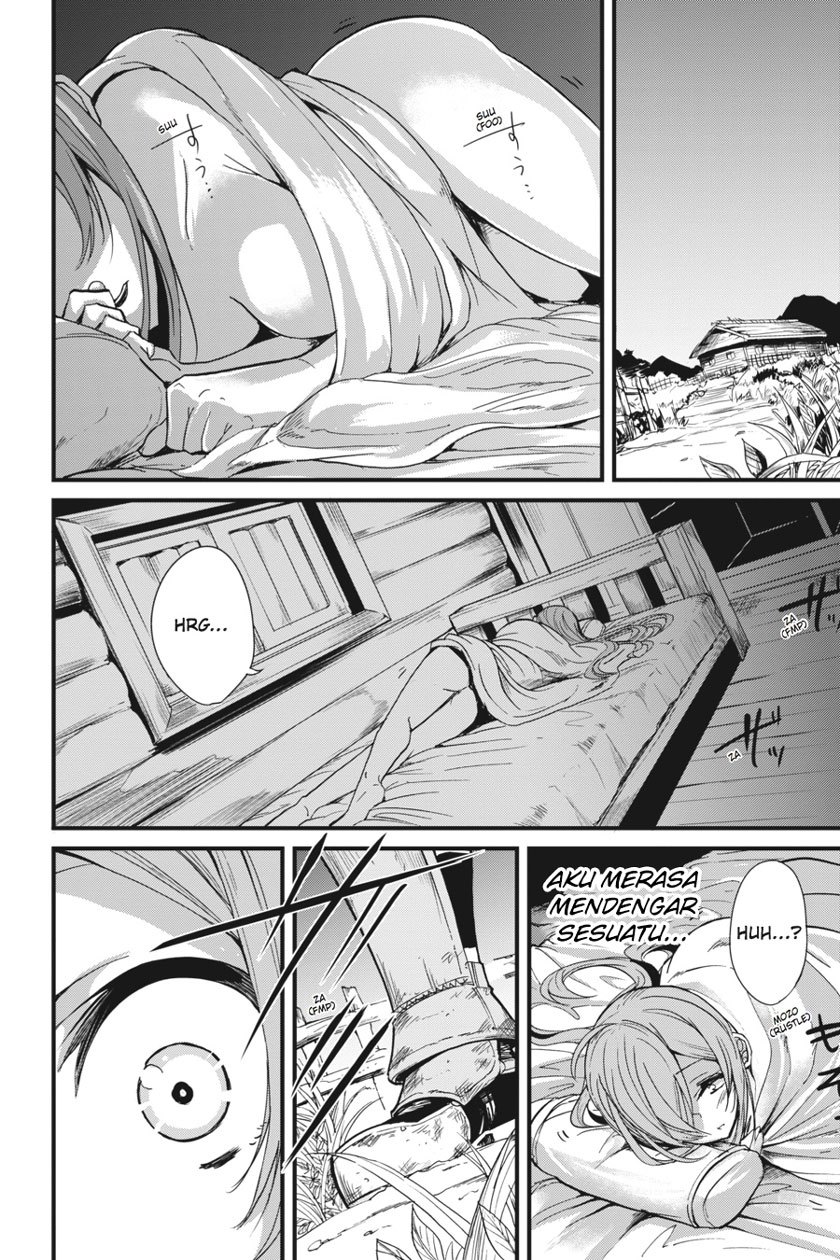 すぅ…
SUU
(FOO)
すぅ…
SUU
ザッ
ZA
(FMP)
ザッ
ZA
HRG...
HUH...?
AKU MERASA
MENDENGAR
SESUATU...
MOZO
(RUSTLE)
ZA
(FMP)